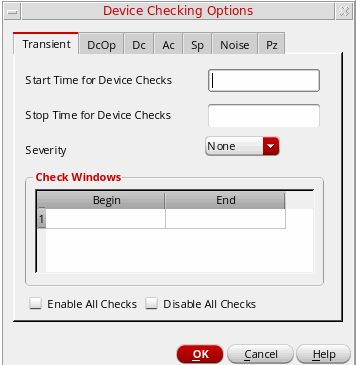 Device Checking Options
Transient DcOp Dc Ac Sp Noise Pz
Start Time for Device Checks
Stop Time for Device Checks
Severity None
Check Windows
Begin End
1
Enable All Checks Disable All Checks
OK Cancel Help